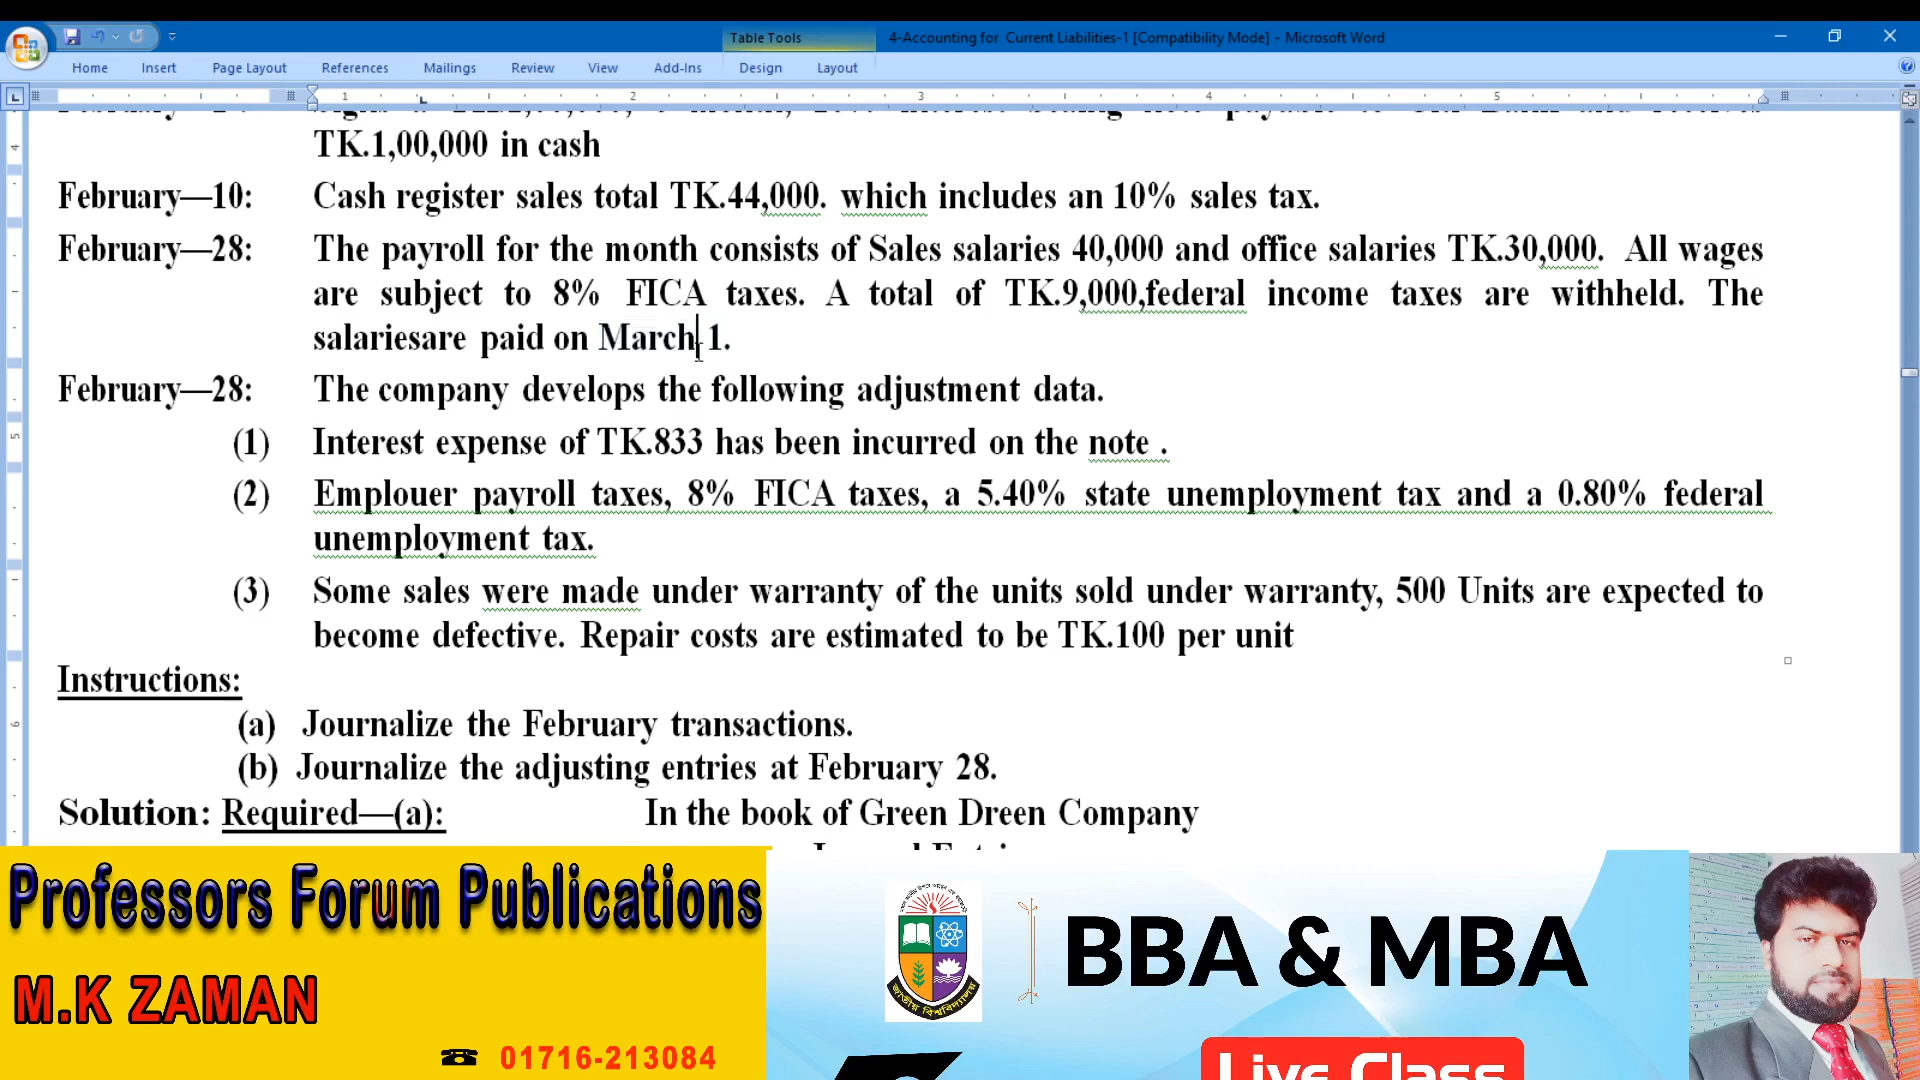 Table Tools
4-Accounting for Current Liabilities-1 [Compatibility Mode] - Microsoft Word
Home Insert Page Layout References Mailings Review View Add-Ins Design Layout
1 2 3 4 5
TK.1,00,000 in cash
February—10: Cash register sales total TK.44,000. which includes an 10% sales tax.
February—28: The payroll for the month consists of Sales salaries 40,000 and office salaries TK.30,000. All wages
are subject to 8% FICA taxes. A total of TK.9,000,federal income taxes are withheld. The
salariesare paid on March 1.
February—28: The company develops the following adjustment data.
(1) Interest expense of TK.833 has been incurred on the note .
(2) Emplouer payroll taxes, 8% FICA taxes, a 5.40% state unemployment tax and a 0.80% federal
unemployment tax.
(3) Some sales were made under warranty of the units sold under warranty, 500 Units are expected to
become defective. Repair costs are estimated to be TK.100 per unit
Instructions:
(a) Journalize the February transactions.
(b) Journalize the adjusting entries at February 28.
Solution: Required—(a): In the book of Green Dreen Company
Professors Forum Publications
M.K ZAMAN
☎ 01716-213084
BBA & MBA
Live Class